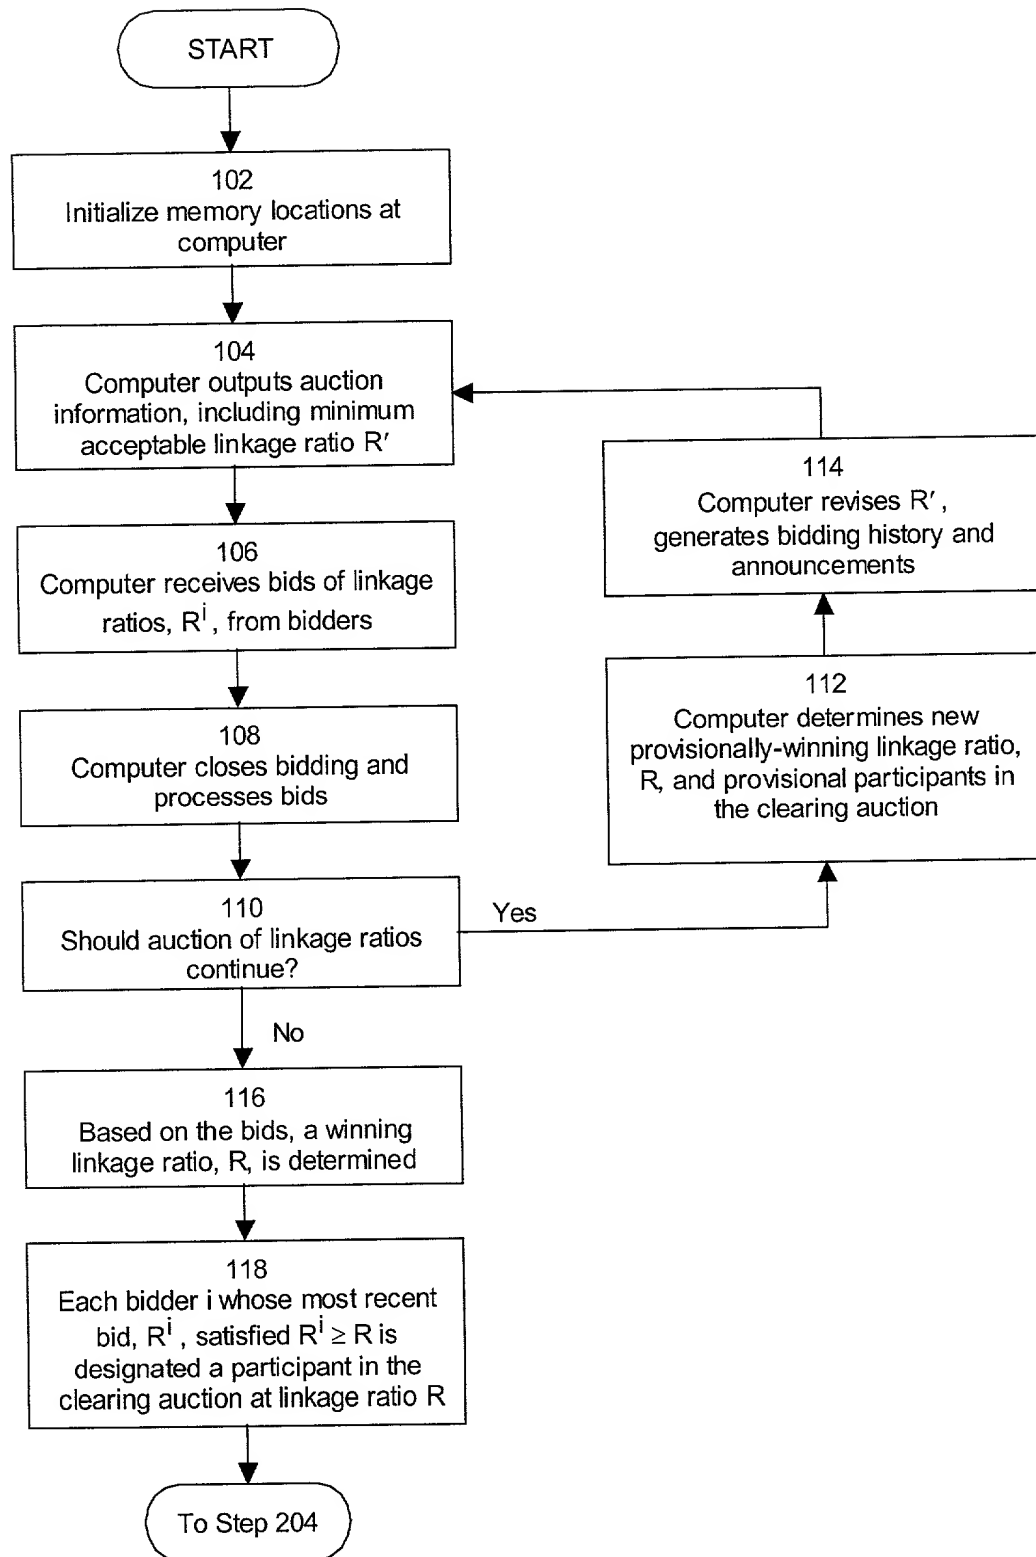 START
102
Initialize memory locations at
computer
104
Computer outputs auction
information, including minimum
acceptable linkage ratio R′
106
Computer receives bids of linkage
ratios, Rⁱ, from bidders
108
Computer closes bidding and
processes bids
110
Should auction of linkage ratios
continue?
Yes
No
112
Computer determines new
provisionally-winning linkage ratio,
R, and provisional participants in
the clearing auction
114
Computer revises R′,
generates bidding history and
announcements
116
Based on the bids, a winning
linkage ratio, R, is determined
118
Each bidder i whose most recent
bid, Rⁱ, satisfied Rⁱ ≥ R is
designated a participant in the
clearing auction at linkage ratio R
To Step 204